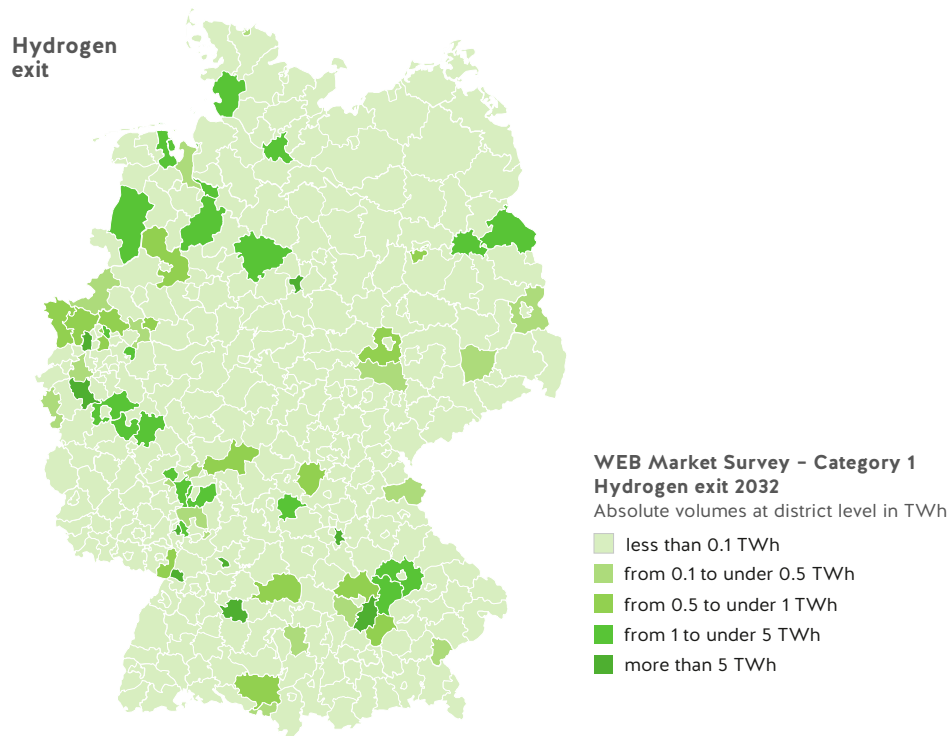 Hydrogen
exit
WEB Market Survey – Category 1
Hydrogen exit 2032
Absolute volumes at district level in TWh
less than 0.1 TWh
from 0.1 to under 0.5 TWh
from 0.5 to under 1 TWh
from 1 to under 5 TWh
more than 5 TWh